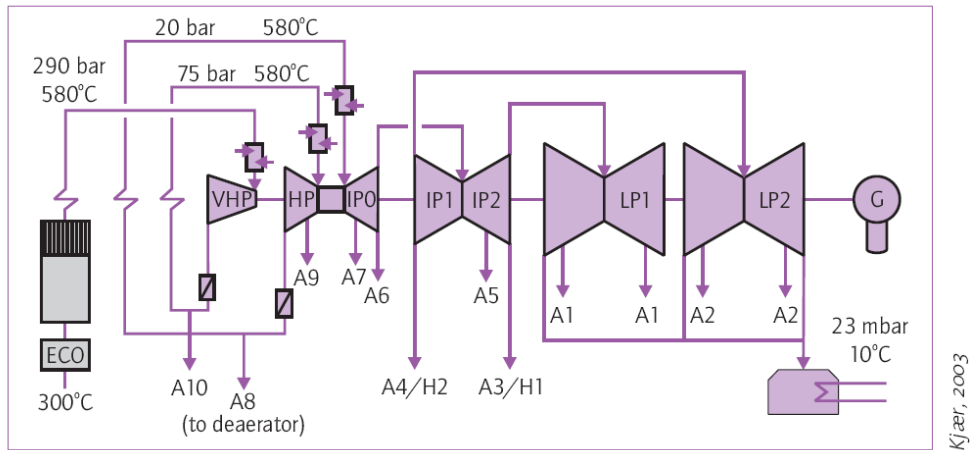 20 bar 580°C
290 bar
580°C
75 bar 580°C
VHP
HP
IP0
IP1
IP2
LP1
LP2
G
A9
A7
A6
A5
A1
A1
A2
A2
ECO
300°C
A10
A8
(to deaerator)
A4/H2
A3/H1
23 mbar
10°C
Kjær, 2003